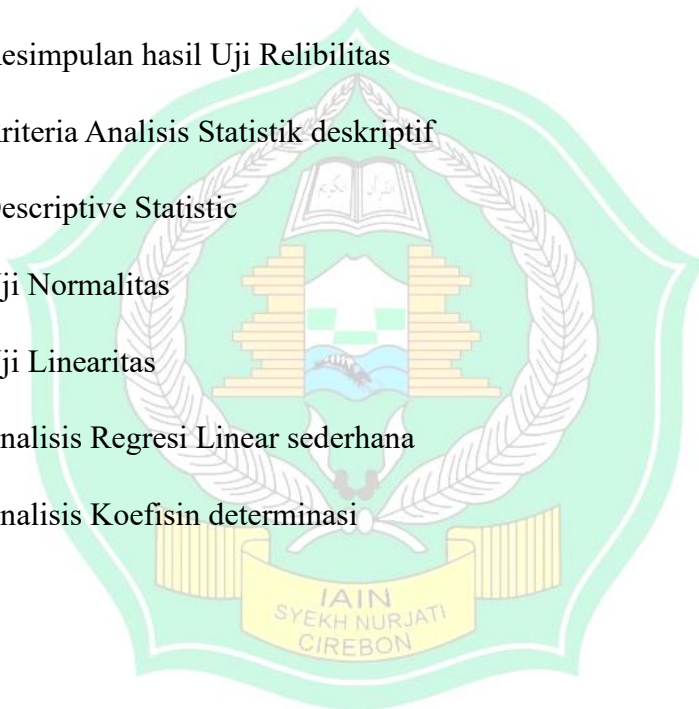 esimpulan hasil Uji Relibilitas
riteria Analisis Statistik deskriptif
escriptive Statistic
ji Normalitas
ji Linearitas
nalisis Regresi Linear sederhana
nalisis Koefisin determinasi
IAIN
SYEKH NURJATI
CIREBON